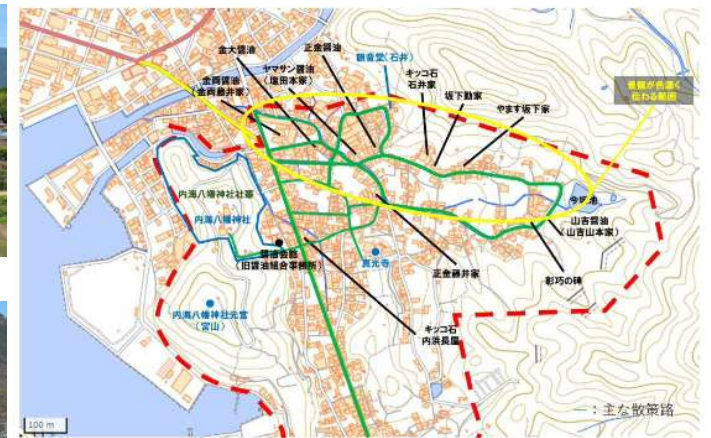 金大醤油
正金醤油
観音堂(石井)
ヤマサン醤油
(塩田本家)
キッコ石
石井家
坂下勤家
金両醤油
(金両藤井家)
やます坂下家
景観が色濃く
伝わる範囲
内海八幡神社社叢
内海八幡神社
今坂池
山吉醤油
(山吉山本家)
醤油会館
(旧醤油組合事務所)
真光寺
正金藤井家
彰巧の碑
内海八幡神社元宮
(宮山)
キッコ石
内浜長屋
:主な散策路
100 m